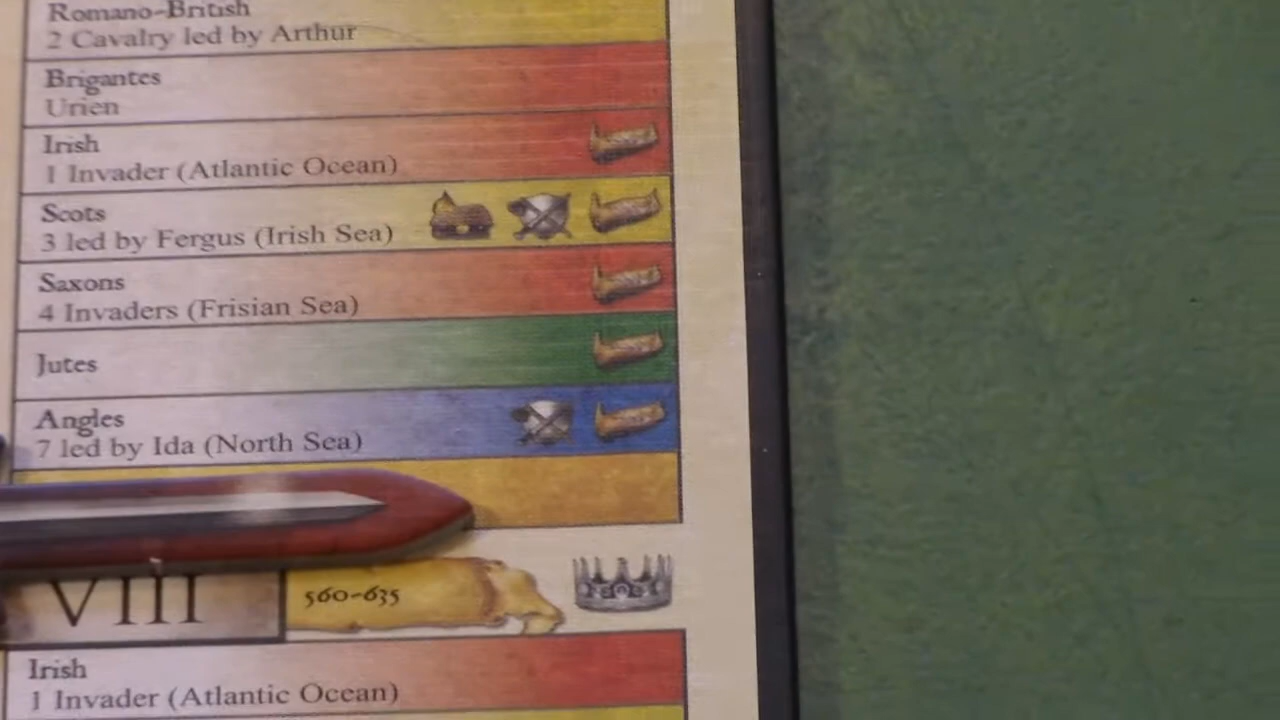 Romano-British
2 Cavalry led by Arthur
Brigantes
Urien
Irish
1 Invader (Atlantic Ocean)
Scots
3 led by Fergus (Irish Sea)
Saxons
4 Invaders (Frisian Sea)
Jutes
Angles
7 led by Ida (North Sea)
VIII
560-635
Irish
1 Invader (Atlantic Ocean)